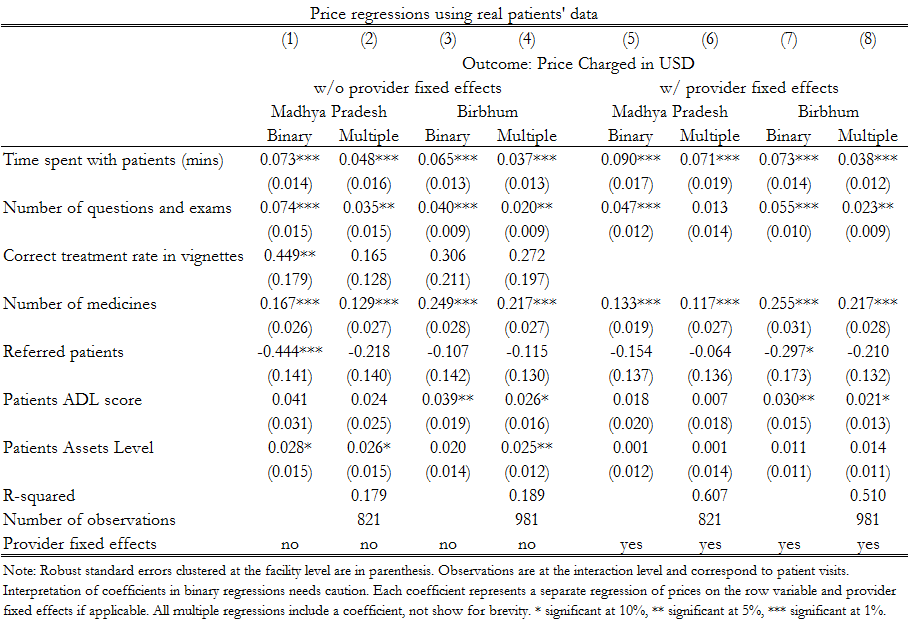 Price regressions using real patients' data
(1) (2) (3) (4) (5) (6) (7) (8)
Outcome: Price Charged in USD
w/o provider fixed effects w/ provider fixed effects
Madhya Pradesh Birbhum Madhya Pradesh Birbhum
Binary Multiple Binary Multiple Binary Multiple Binary Multiple
Time spent with patients (mins) 0.073*** 0.048*** 0.065*** 0.037*** 0.090*** 0.071*** 0.073*** 0.038***
(0.014) (0.016) (0.013) (0.013) (0.017) (0.019) (0.014) (0.012)
Number of questions and exams 0.074*** 0.035** 0.040*** 0.020** 0.047*** 0.013 0.055*** 0.023**
(0.015) (0.015) (0.009) (0.009) (0.012) (0.014) (0.010) (0.009)
Correct treatment rate in vignettes 0.449** 0.165 0.306 0.272
(0.179) (0.128) (0.211) (0.197)
Number of medicines 0.167*** 0.129*** 0.249*** 0.217*** 0.133*** 0.117*** 0.255*** 0.217***
(0.026) (0.027) (0.028) (0.027) (0.019) (0.027) (0.031) (0.028)
Referred patients -0.444*** -0.218 -0.107 -0.115 -0.154 -0.064 -0.297* -0.210
(0.141) (0.140) (0.142) (0.130) (0.137) (0.136) (0.173) (0.132)
Patients ADL score 0.041 0.024 0.039** 0.026* 0.018 0.007 0.030** 0.021*
(0.031) (0.025) (0.019) (0.016) (0.020) (0.018) (0.015) (0.013)
Patients Assets Level 0.028* 0.026* 0.020 0.025** 0.001 0.001 0.011 0.014
(0.015) (0.015) (0.014) (0.012) (0.012) (0.014) (0.011) (0.011)
R-squared 0.179 0.189 0.607 0.510
Number of observations 821 981 821 981
Provider fixed effects no no no no yes yes yes yes
Note: Robust standard errors clustered at the facility level are in parenthesis. Observations are at the interaction level and correspond to patient visits.
Interpretation of coefficients in binary regressions needs caution. Each coefficient represents a separate regression of prices on the row variable and provider
fixed effects if applicable. All multiple regressions include a coefficient, not show for brevity. * significant at 10%, ** significant at 5%, *** significant at 1%.